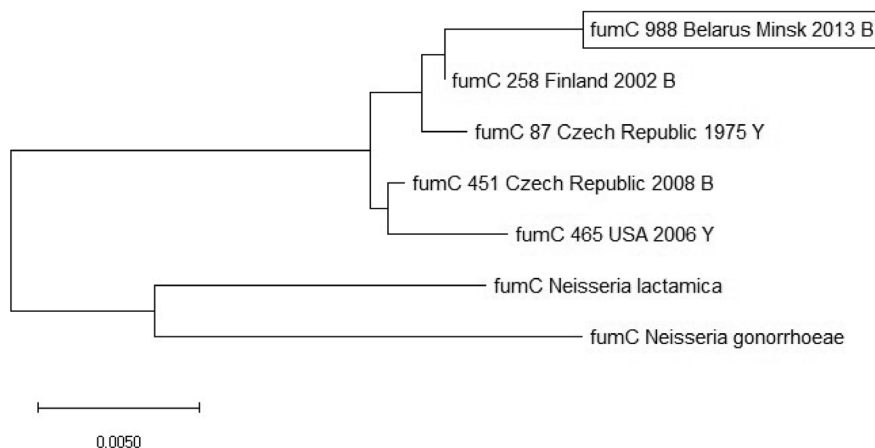 fumC 988 Belarus Minsk 2013 B
fumC 258 Finland 2002 B
fumC 87 Czech Republic 1975 Y
fumC 451 Czech Republic 2008 B
fumC 465 USA 2006 Y
fumC Neisseria lactamica
fumC Neisseria gonorrhoeae
0.0050